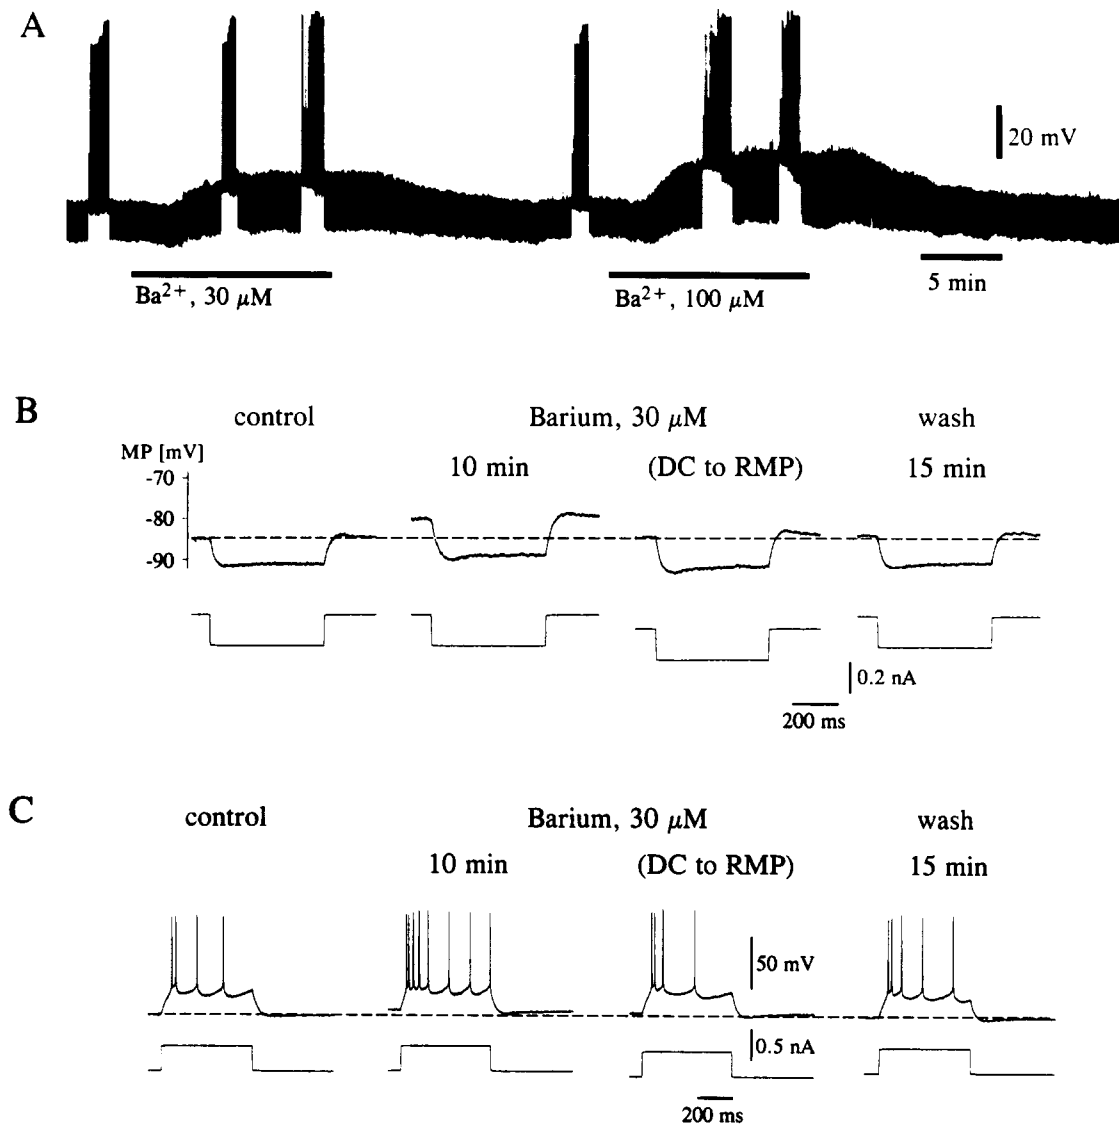 A
20 mV
5 min
Ba²⁺, 30 μM
Ba²⁺, 100 μM
B
control
Barium, 30 μM
wash
MP [mV]
10 min
(DC to RMP)
15 min
-70
-80
-90
0.2 nA
200 ms
C
control
Barium, 30 μM
wash
10 min
(DC to RMP)
15 min
50 mV
0.5 nA
200 ms